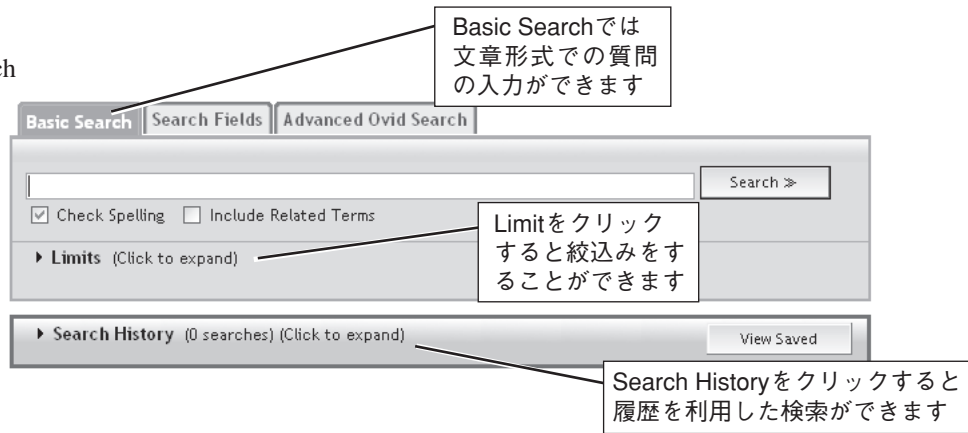 Basic Searchでは
文章形式での質問
の入力ができます
ch
Basic Search Search Fields Advanced Ovid Search
Search ≫
Check Spelling Include Related Terms
Limitをクリック
すると絞込みをす
ることができます
Limits (Click to expand)
Search History (0 searches) (Click to expand)
View Saved
Search Historyをクリックすると
履歴を利用した検索ができます